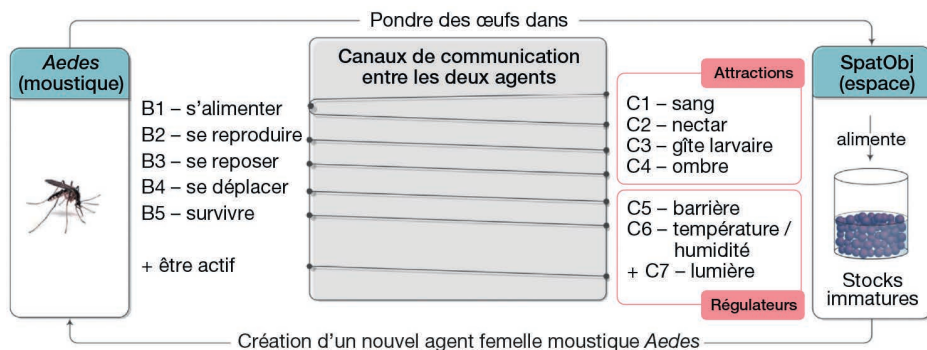 Pondre des œufs dans
Aedes
(moustique)
Canaux de communication
entre les deux agents
Attractions
SpatObj
(espace)
B1 – s'alimenter
B2 – se reproduire
B3 – se reposer
B4 – se déplacer
B5 – survivre
+ être actif
C1 – sang
C2 – nectar
C3 – gîte larvaire
C4 – ombre
C5 – barrière
C6 – température /
humidité
+ C7 – lumière
Régulateurs
alimente
Stocks
immatures
Création d'un nouvel agent femelle moustique Aedes